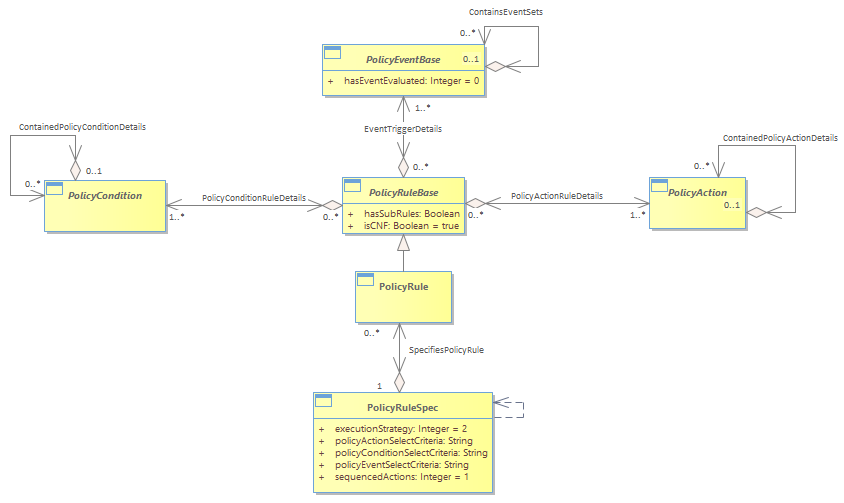 ContainsEventSets
0..*
PolicyEventBase
0..1
+ hasEventEvaluated: Integer = 0
1..*
EventTriggerDetails
0..*
ContainedPolicyConditionDetails
0..1
0..*
PolicyCondition
1..*
PolicyConditionRuleDetails
0..*
PolicyRuleBase
+ hasSubRules: Boolean
+ isCNF: Boolean = true
0..*
PolicyActionRuleDetails
1..*
ContainedPolicyActionDetails
0..*
PolicyAction
0..1
PolicyRule
0..*
SpecifiesPolicyRule
1
PolicyRuleSpec
+ executionStrategy: Integer = 2
+ policyActionSelectCriteria: String
+ policyConditionSelectCriteria: String
+ policyEventSelectCriteria: String
+ sequencedActions: Integer = 1